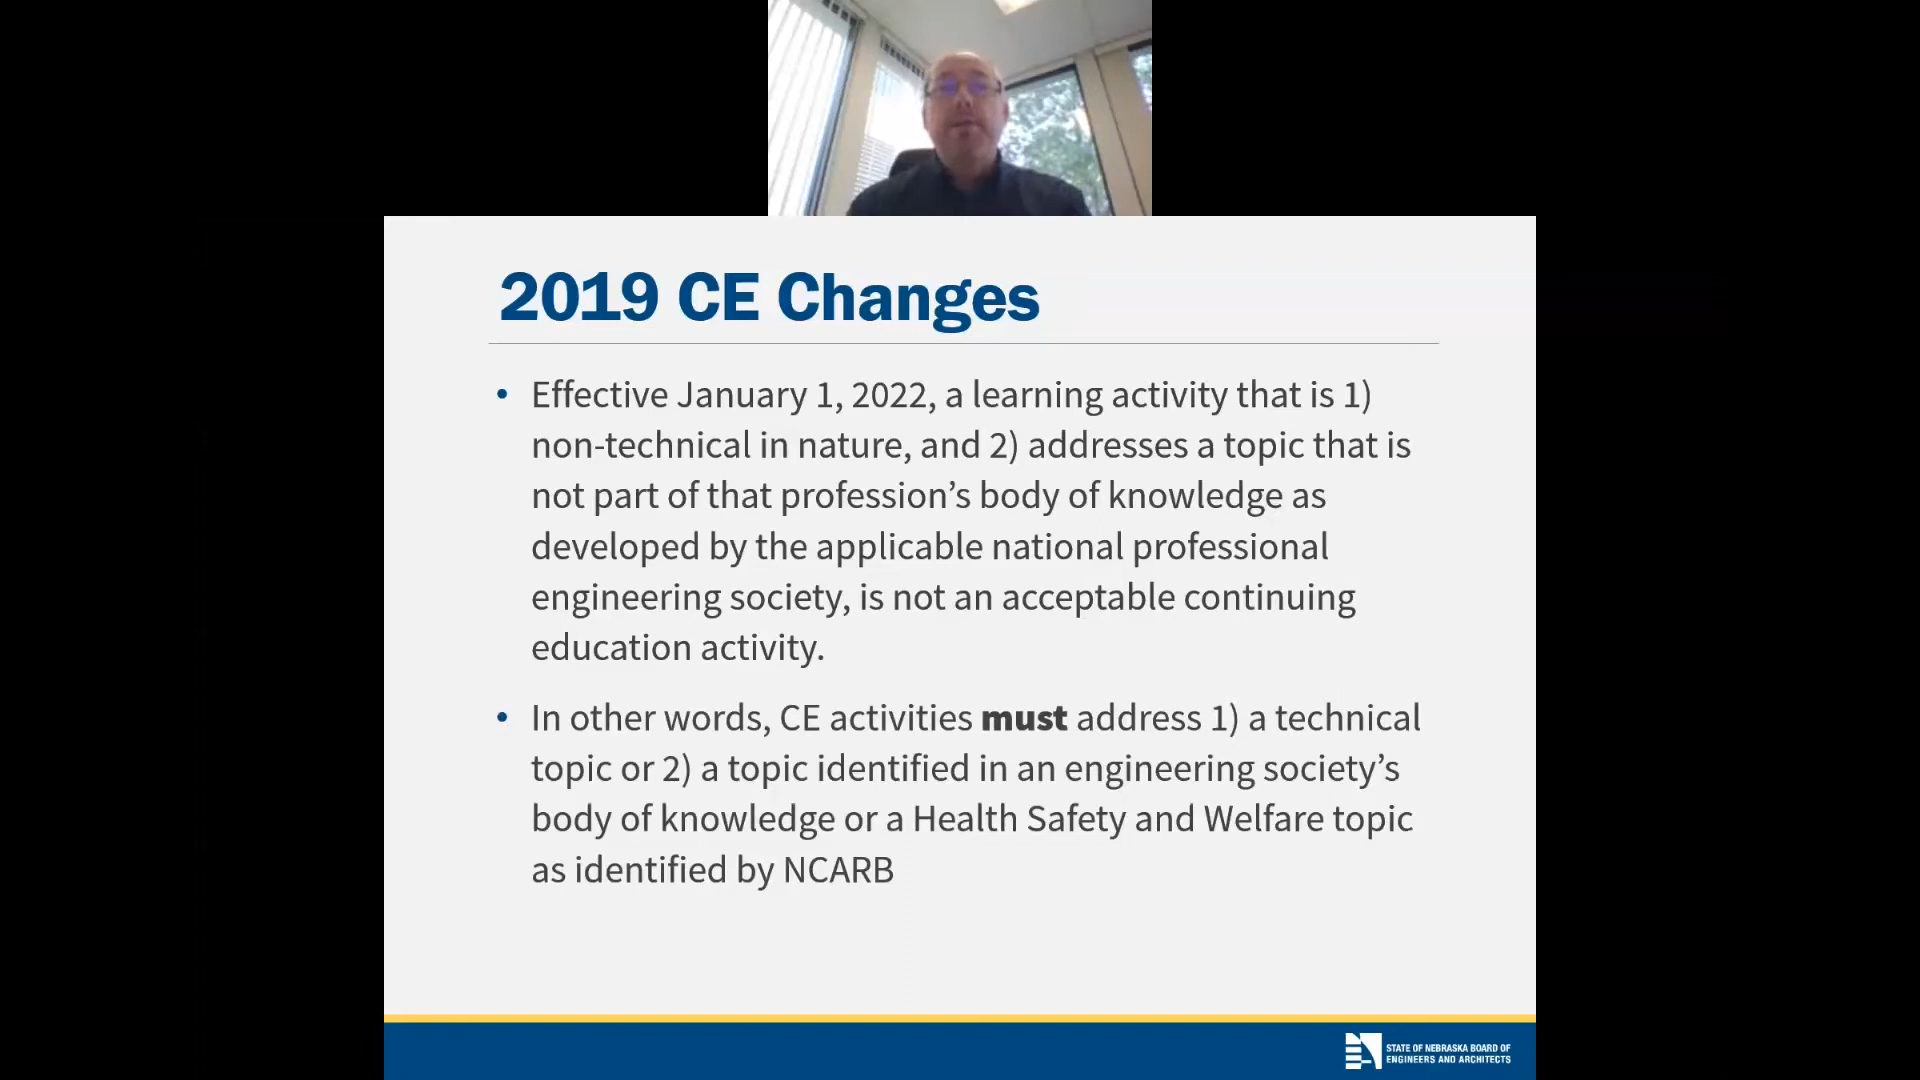 2019 CE Changes
• Effective January 1, 2022, a learning activity that is 1)
non-technical in nature, and 2) addresses a topic that is
not part of that profession’s body of knowledge as
developed by the applicable national professional
engineering society, is not an acceptable continuing
education activity.
• In other words, CE activities must address 1) a technical
topic or 2) a topic identified in an engineering society’s
body of knowledge or a Health Safety and Welfare topic
as identified by NCARB
STATE OF NEBRASKA BOARD OF
ENGINEERS AND ARCHITECTS